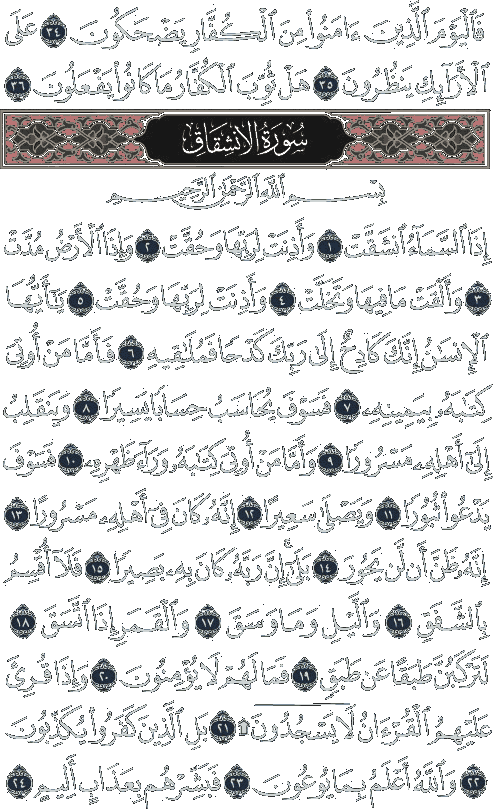 فَٱلْيَوْمَ ٱلَّذِينَ ءَامَنُوا۟ مِنَ ٱلْكُفَّارِ يَضْحَكُونَ ٣٤ عَلَى
ٱلْأَرَآئِكِ يَنظُرُونَ ٣٥ هَلْ ثُوِّبَ ٱلْكُفَّارُ مَا كَانُوا۟ يَفْعَلُونَ ٣٦
سُورَةُ الانشِقَاقِ
بِسْمِ ٱللَّهِ ٱلرَّحْمَٰنِ ٱلرَّحِيمِ
إِذَا ٱلسَّمَآءُ ٱنشَقَّتْ ١ وَأَذِنَتْ لِرَبِّهَا وَحُقَّتْ ٢ وَإِذَا ٱلْأَرْضُ مُدَّتْ
٣ وَأَلْقَتْ مَا فِيهَا وَتَخَلَّتْ ٤ وَأَذِنَتْ لِرَبِّهَا وَحُقَّتْ ٥ يَٰٓأَيُّهَا
ٱلْإِنسَٰنُ إِنَّكَ كَادِحٌ إِلَىٰ رَبِّكَ كَدْحًا فَمُلَٰقِيهِ ٦ فَأَمَّا مَنْ أُوتِىَ
كِتَٰبَهُۥ بِيَمِينِهِۦ ٧ فَسَوْفَ يُحَاسَبُ حِسَابًا يَسِيرًا ٨ وَيَنقَلِبُ
إِلَىٰٓ أَهْلِهِۦ مَسْرُورًا ٩ وَأَمَّا مَنْ أُوتِىَ كِتَٰبَهُۥ وَرَآءَ ظَهْرِهِۦ ١٠ فَسَوْفَ
يَدْعُوا۟ ثُبُورًا ١١ وَيَصْلَىٰ سَعِيرًا ١٢ إِنَّهُۥ كَانَ فِىٓ أَهْلِهِۦ مَسْرُورًا ١٣
إِنَّهُۥ ظَنَّ أَن لَّن يَحُورَ ١٤ بَلَىٰٓ إِنَّ رَبَّهُۥ كَانَ بِهِۦ بَصِيرًا ١٥ فَلَآ أُقْسِمُ
بِٱلشَّفَقِ ١٦ وَٱلَّيْلِ وَمَا وَسَقَ ١٧ وَٱلْقَمَرِ إِذَا ٱتَّسَقَ ١٨
لَتَرْكَبُنَّ طَبَقًا عَن طَبَقٍ ١٩ فَمَا لَهُمْ لَا يُؤْمِنُونَ ٢٠ وَإِذَا قُرِئَ
عَلَيْهِمُ ٱلْقُرْءَانُ لَا يَسْجُدُونَ ۩ ٢١ بَلِ ٱلَّذِينَ كَفَرُوا۟ يُكَذِّبُونَ
٢٢ وَٱللَّهُ أَعْلَمُ بِمَا يُوعُونَ ٢٣ فَبَشِّرْهُم بِعَذَابٍ أَلِيمٍ ٢٤